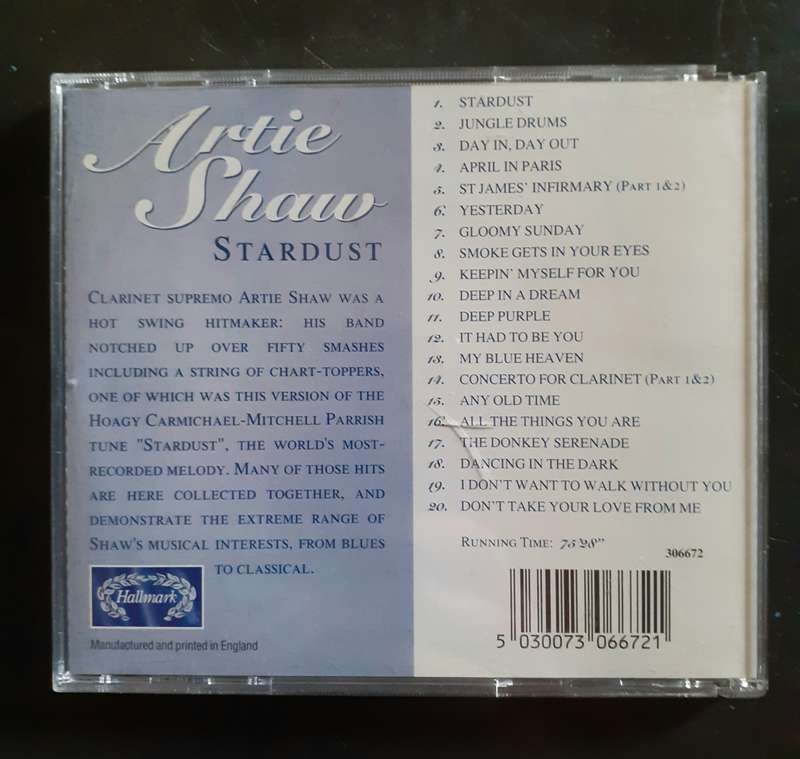 Artie
Shaw
STARDUST
CLARINET SUPREMO ARTIE SHAW WAS A
HOT SWING HITMAKER: HIS BAND
NOTCHED UP OVER FIFTY SMASHES
INCLUDING A STRING OF CHART-TOPPERS,
ONE OF WHICH WAS THIS VERSION OF THE
HOAGY CARMICHAEL-MITCHELL PARRISH
TUNE "STARDUST", THE WORLD'S MOST-
RECORDED MELODY. MANY OF THOSE HITS
ARE HERE COLLECTED TOGETHER, AND
DEMONSTRATE THE EXTREME RANGE OF
SHAW'S MUSICAL INTERESTS, FROM BLUES
TO CLASSICAL.
Hallmark
Manufactured and printed in England
1. STARDUST
2. JUNGLE DRUMS
3. DAY IN, DAY OUT
4. APRIL IN PARIS
5. ST JAMES' INFIRMARY (PART 1&2)
6. YESTERDAY
7. GLOOMY SUNDAY
8. SMOKE GETS IN YOUR EYES
9. KEEPIN' MYSELF FOR YOU
10. DEEP IN A DREAM
11. DEEP PURPLE
12. IT HAD TO BE YOU
13. MY BLUE HEAVEN
14. CONCERTO FOR CLARINET (PART 1&2)
15. ANY OLD TIME
16. ALL THE THINGS YOU ARE
17. THE DONKEY SERENADE
18. DANCING IN THE DARK
19. I DON'T WANT TO WALK WITHOUT YOU
20. DON'T TAKE YOUR LOVE FROM ME
RUNNING TIME: 75'28"
306672
5 030073 066721